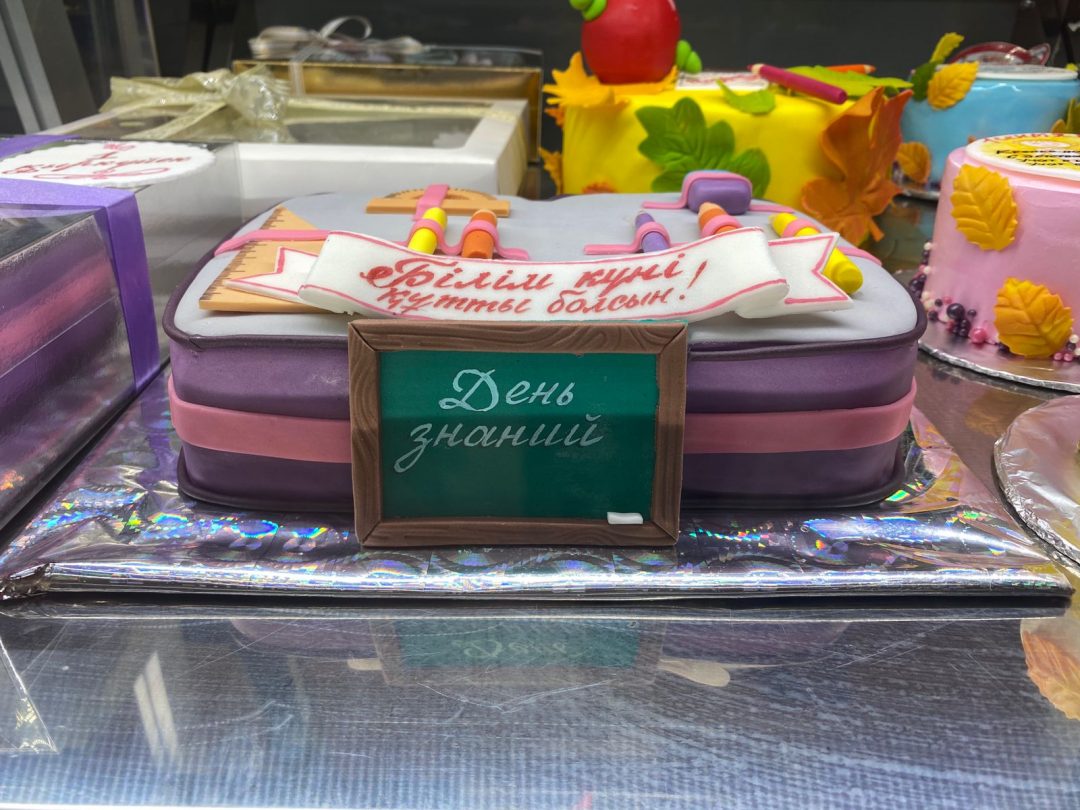 Білім күні
құтты болсын!
День
знаний